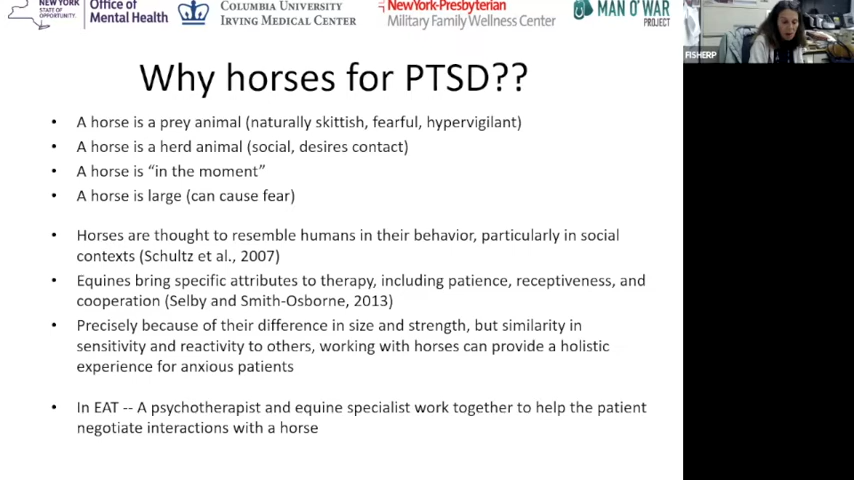 NEW YORK
STATE OF
OPPORTUNITY.
Office of
Mental Health
COLUMBIA UNIVERSITY
IRVING MEDICAL CENTER
NewYork-Presbyterian
Military Family Wellness Center
MAN O' WAR
PROJECT
FISHERP
Why horses for PTSD??
• A horse is a prey animal (naturally skittish, fearful, hypervigilant)
• A horse is a herd animal (social, desires contact)
• A horse is “in the moment”
• A horse is large (can cause fear)
• Horses are thought to resemble humans in their behavior, particularly in social
contexts (Schultz et al., 2007)
• Equines bring specific attributes to therapy, including patience, receptiveness, and
cooperation (Selby and Smith-Osborne, 2013)
• Precisely because of their difference in size and strength, but similarity in
sensitivity and reactivity to others, working with horses can provide a holistic
experience for anxious patients
• In EAT -- A psychotherapist and equine specialist work together to help the patient
negotiate interactions with a horse